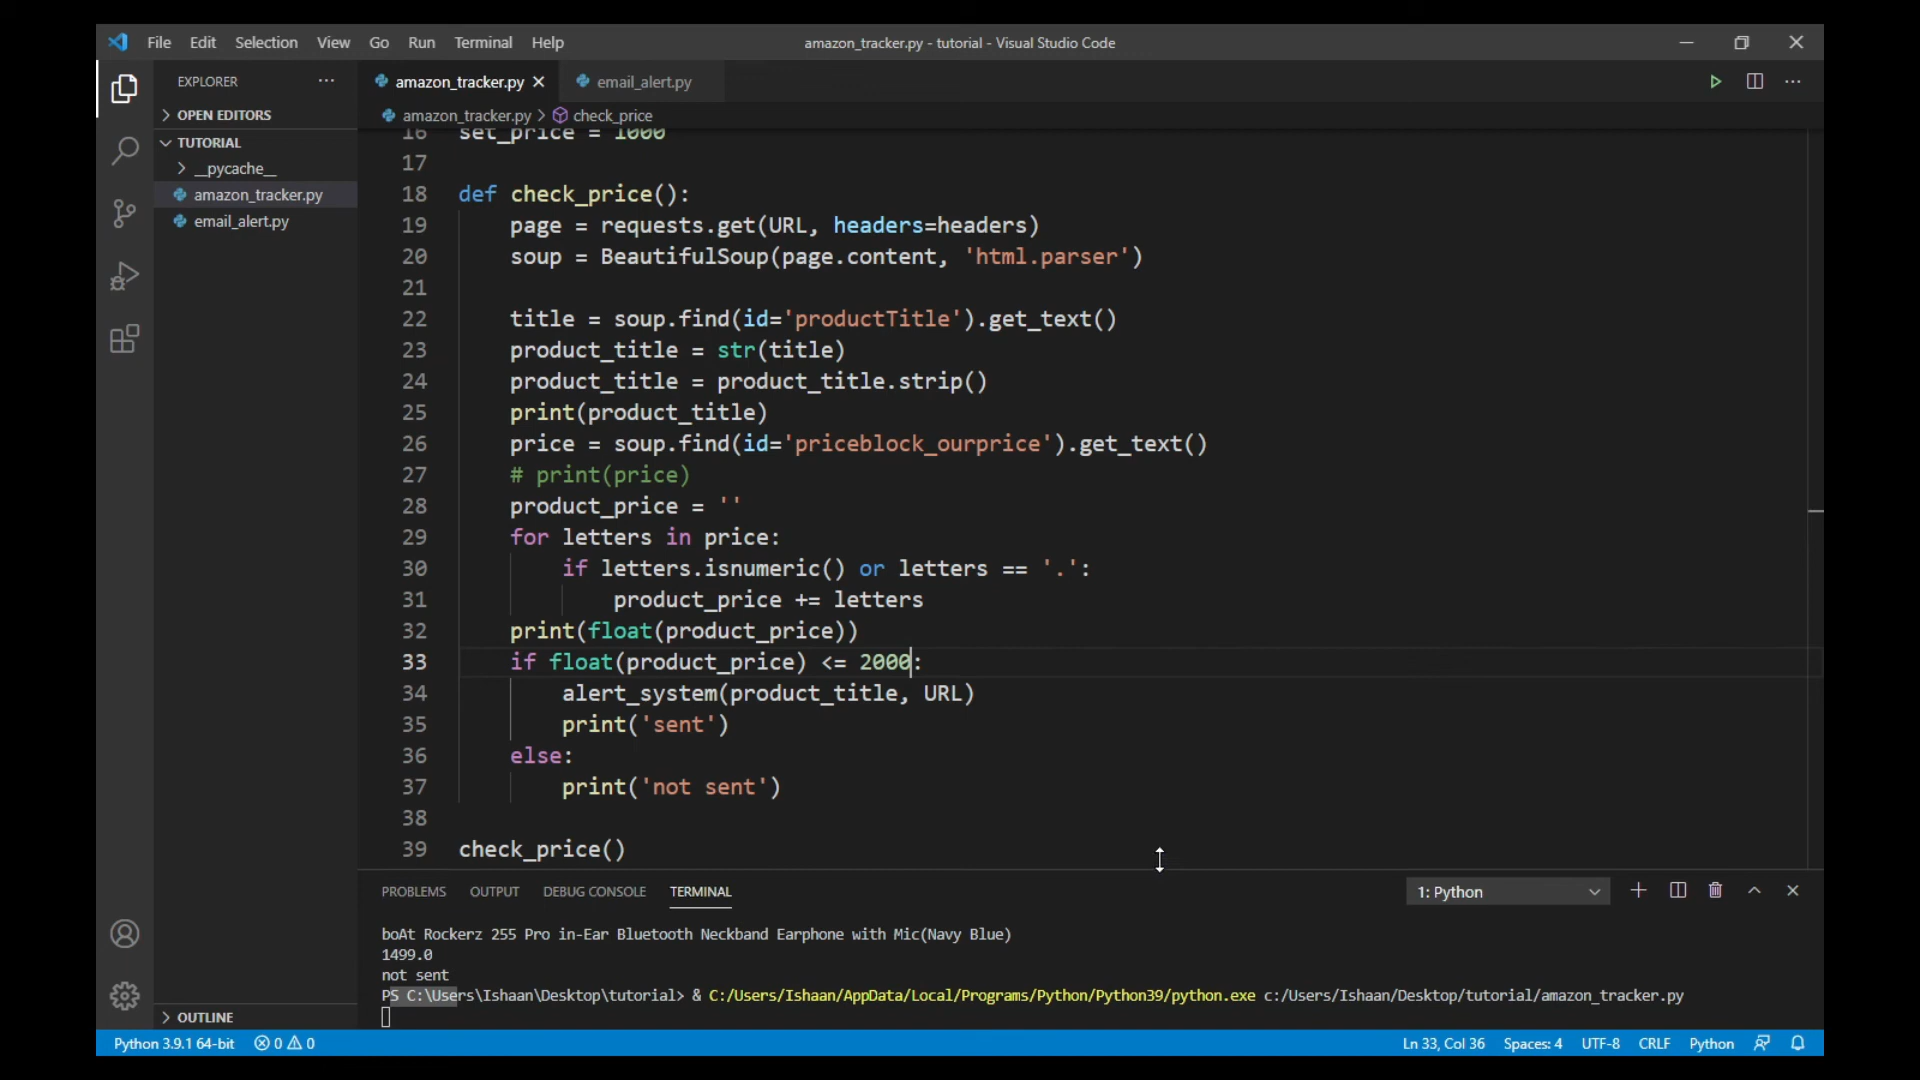 File Edit Selection View Go Run Terminal Help
amazon_tracker.py - tutorial - Visual Studio Code
EXPLORER
amazon_tracker.py
email_alert.py
OPEN EDITORS
amazon_tracker.py > check_price
TUTORIAL
__pycache__
amazon_tracker.py
email_alert.py
16 set_price = 1000
17
18 def check_price():
19     page = requests.get(URL, headers=headers)
20     soup = BeautifulSoup(page.content, 'html.parser')
21
22     title = soup.find(id='productTitle').get_text()
23     product_title = str(title)
24     product_title = product_title.strip()
25     print(product_title)
26     price = soup.find(id='priceblock_ourprice').get_text()
27     # print(price)
28     product_price = ''
29     for letters in price:
30         if letters.isnumeric() or letters == '.':
31             product_price += letters
32     print(float(product_price))
33     if float(product_price) <= 2000:
34         alert_system(product_title, URL)
35         print('sent')
36     else:
37         print('not sent')
38
39 check_price()
PROBLEMS OUTPUT DEBUG CONSOLE TERMINAL
1: Python
boAt Rockerz 255 Pro in-Ear Bluetooth Neckband Earphone with Mic(Navy Blue)
1499.0
not sent
PS C:\Users\Ishaan\Desktop\tutorial> & C:/Users/Ishaan/AppData/Local/Programs/Python/Python39/python.exe c:/Users/Ishaan/Desktop/tutorial/amazon_tracker.py
OUTLINE
Python 3.9.1 64-bit 0 0
Ln 33, Col 36 Spaces: 4 UTF-8 CRLF Python